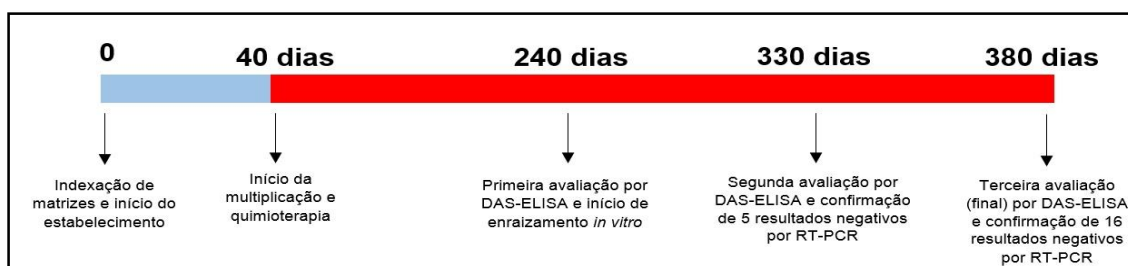 0
40 dias
240 dias
330 dias
380 dias
Indexação de
matrizes e início do
estabelecimento
Início da
multiplicação e
quimioterapia
Primeira avaliação por
DAS-ELISA e início de
enraizamento in vitro
Segunda avaliação por
DAS-ELISA e confirmação
de 5 resultados negativos
por RT-PCR
Terceira avaliação
(final) por DAS-ELISA
e confirmação de 16
resultados negativos
por RT-PCR